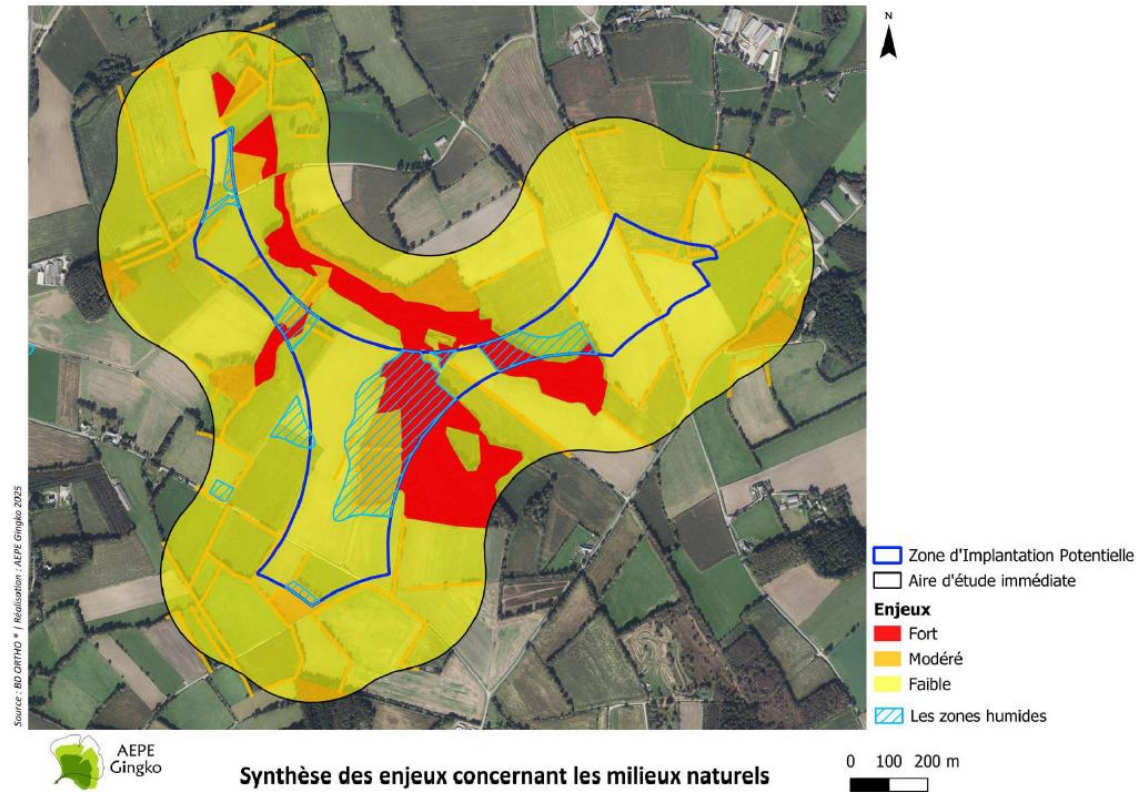 N
Zone d'Implantation Potentielle
Aire d'étude immédiate
Enjeux
Fort
Modéré
Faible
Les zones humides
Source : BD ORTHO ® | Réalisation : AEPE Gingko 2025
AEPE
Gingko
Synthèse des enjeux concernant les milieux naturels
0 100 200 m